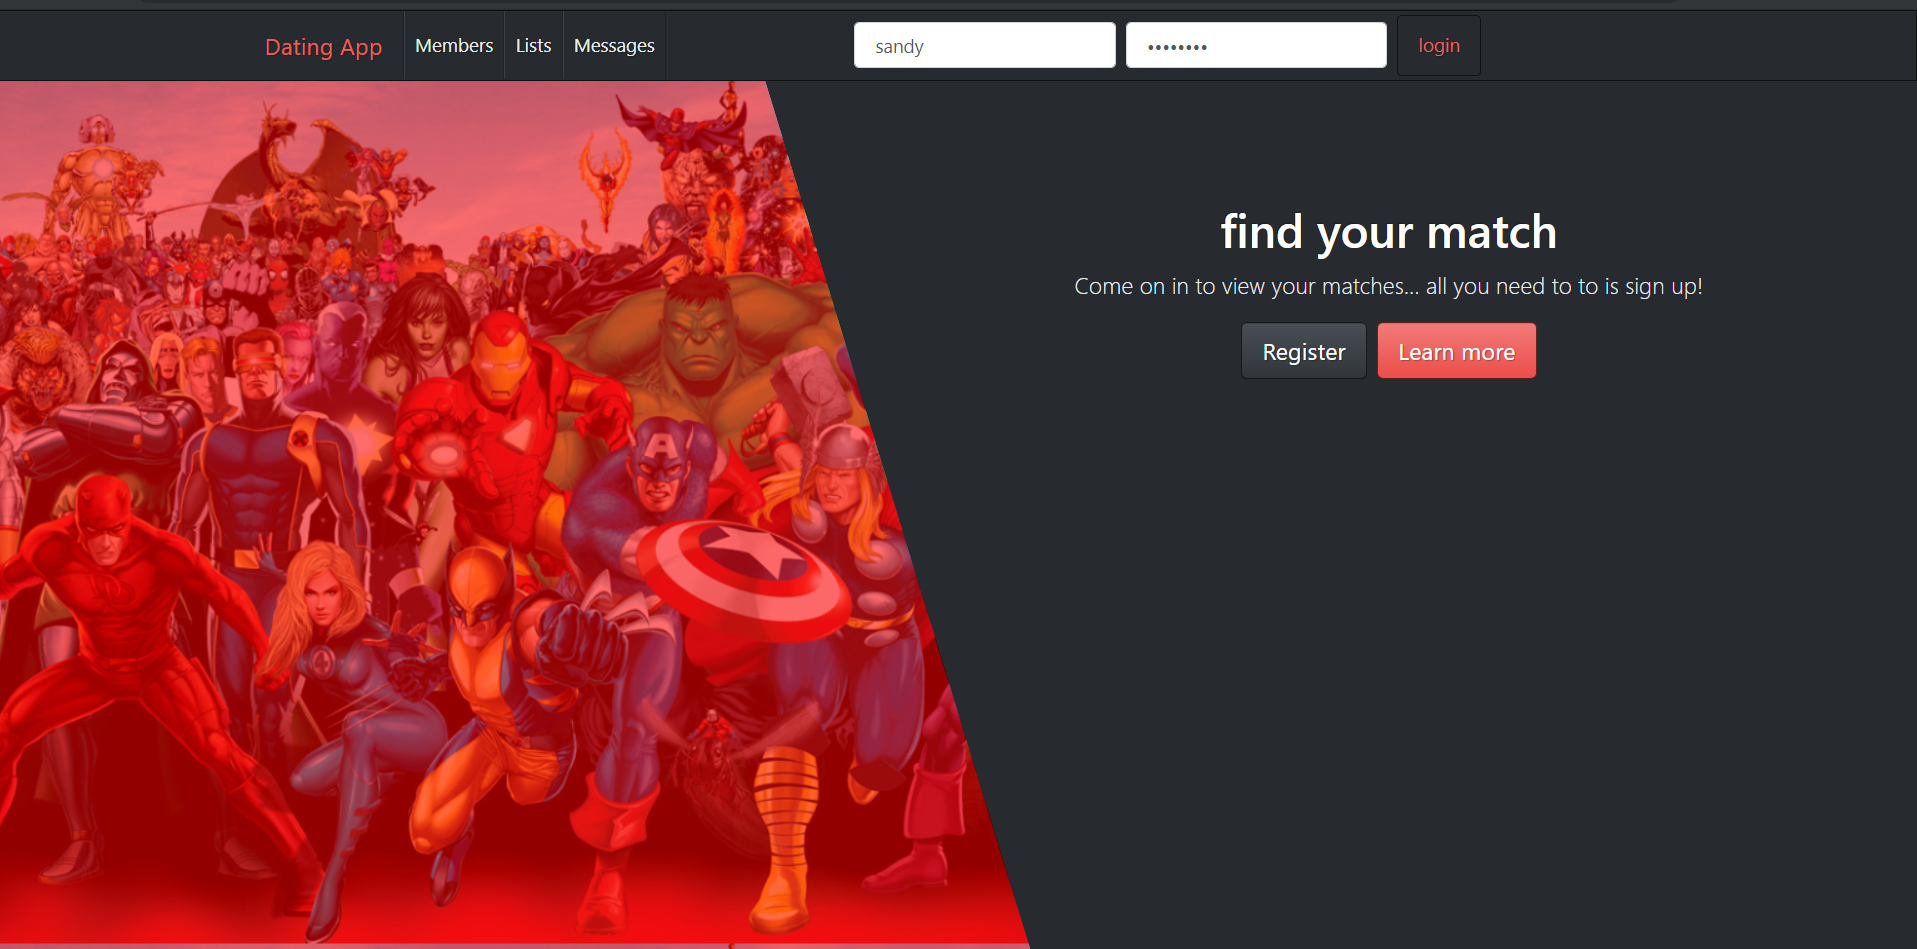 Dating App Members Lists Messages sandy •••••••• login
find your match
Come on in to view your matches... all you need to to is sign up!
Register Learn more
A